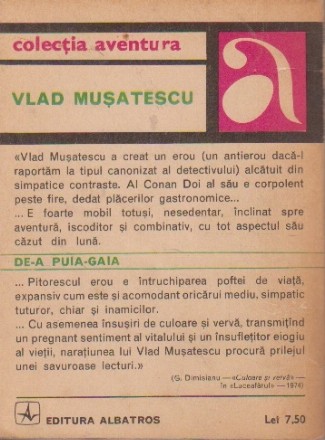 colecția aventura
a
VLAD MUȘATESCU
«Vlad Mușatescu a creat un erou (un antierou dacă-l
raportăm la tipul canonizat al detectivului) alcătuit din
simpatice contraste. Al Conan Doi al său e corpolent
peste fire, dedat plăcerilor gastronomice...
... E foarte mobil totuși, nesedentar, înclinat spre
aventură, iscoditor și combinativ, cu tot aspectul său
căzut din lună.
DE-A PUIA-GAIA
... Pitorescul erou e întruchiparea poftei de viață,
expansiv cum este și acomodant oricărui mediu, simpatic
tuturor, chiar și inamicilor.
... Cu asemenea însușiri de culoare și vervă, transmițînd
un pregnant sentiment al vitalului și un însuflețitor elogiu
al vieții, narațiunea lui Vlad Mușatescu procură prilejul
unei savuroase lecturi.»
(G. Dimisianu — «Culoare și vervă» —
în «Luceafărul» — 1974)
EDITURA ALBATROS
Lei 7,50